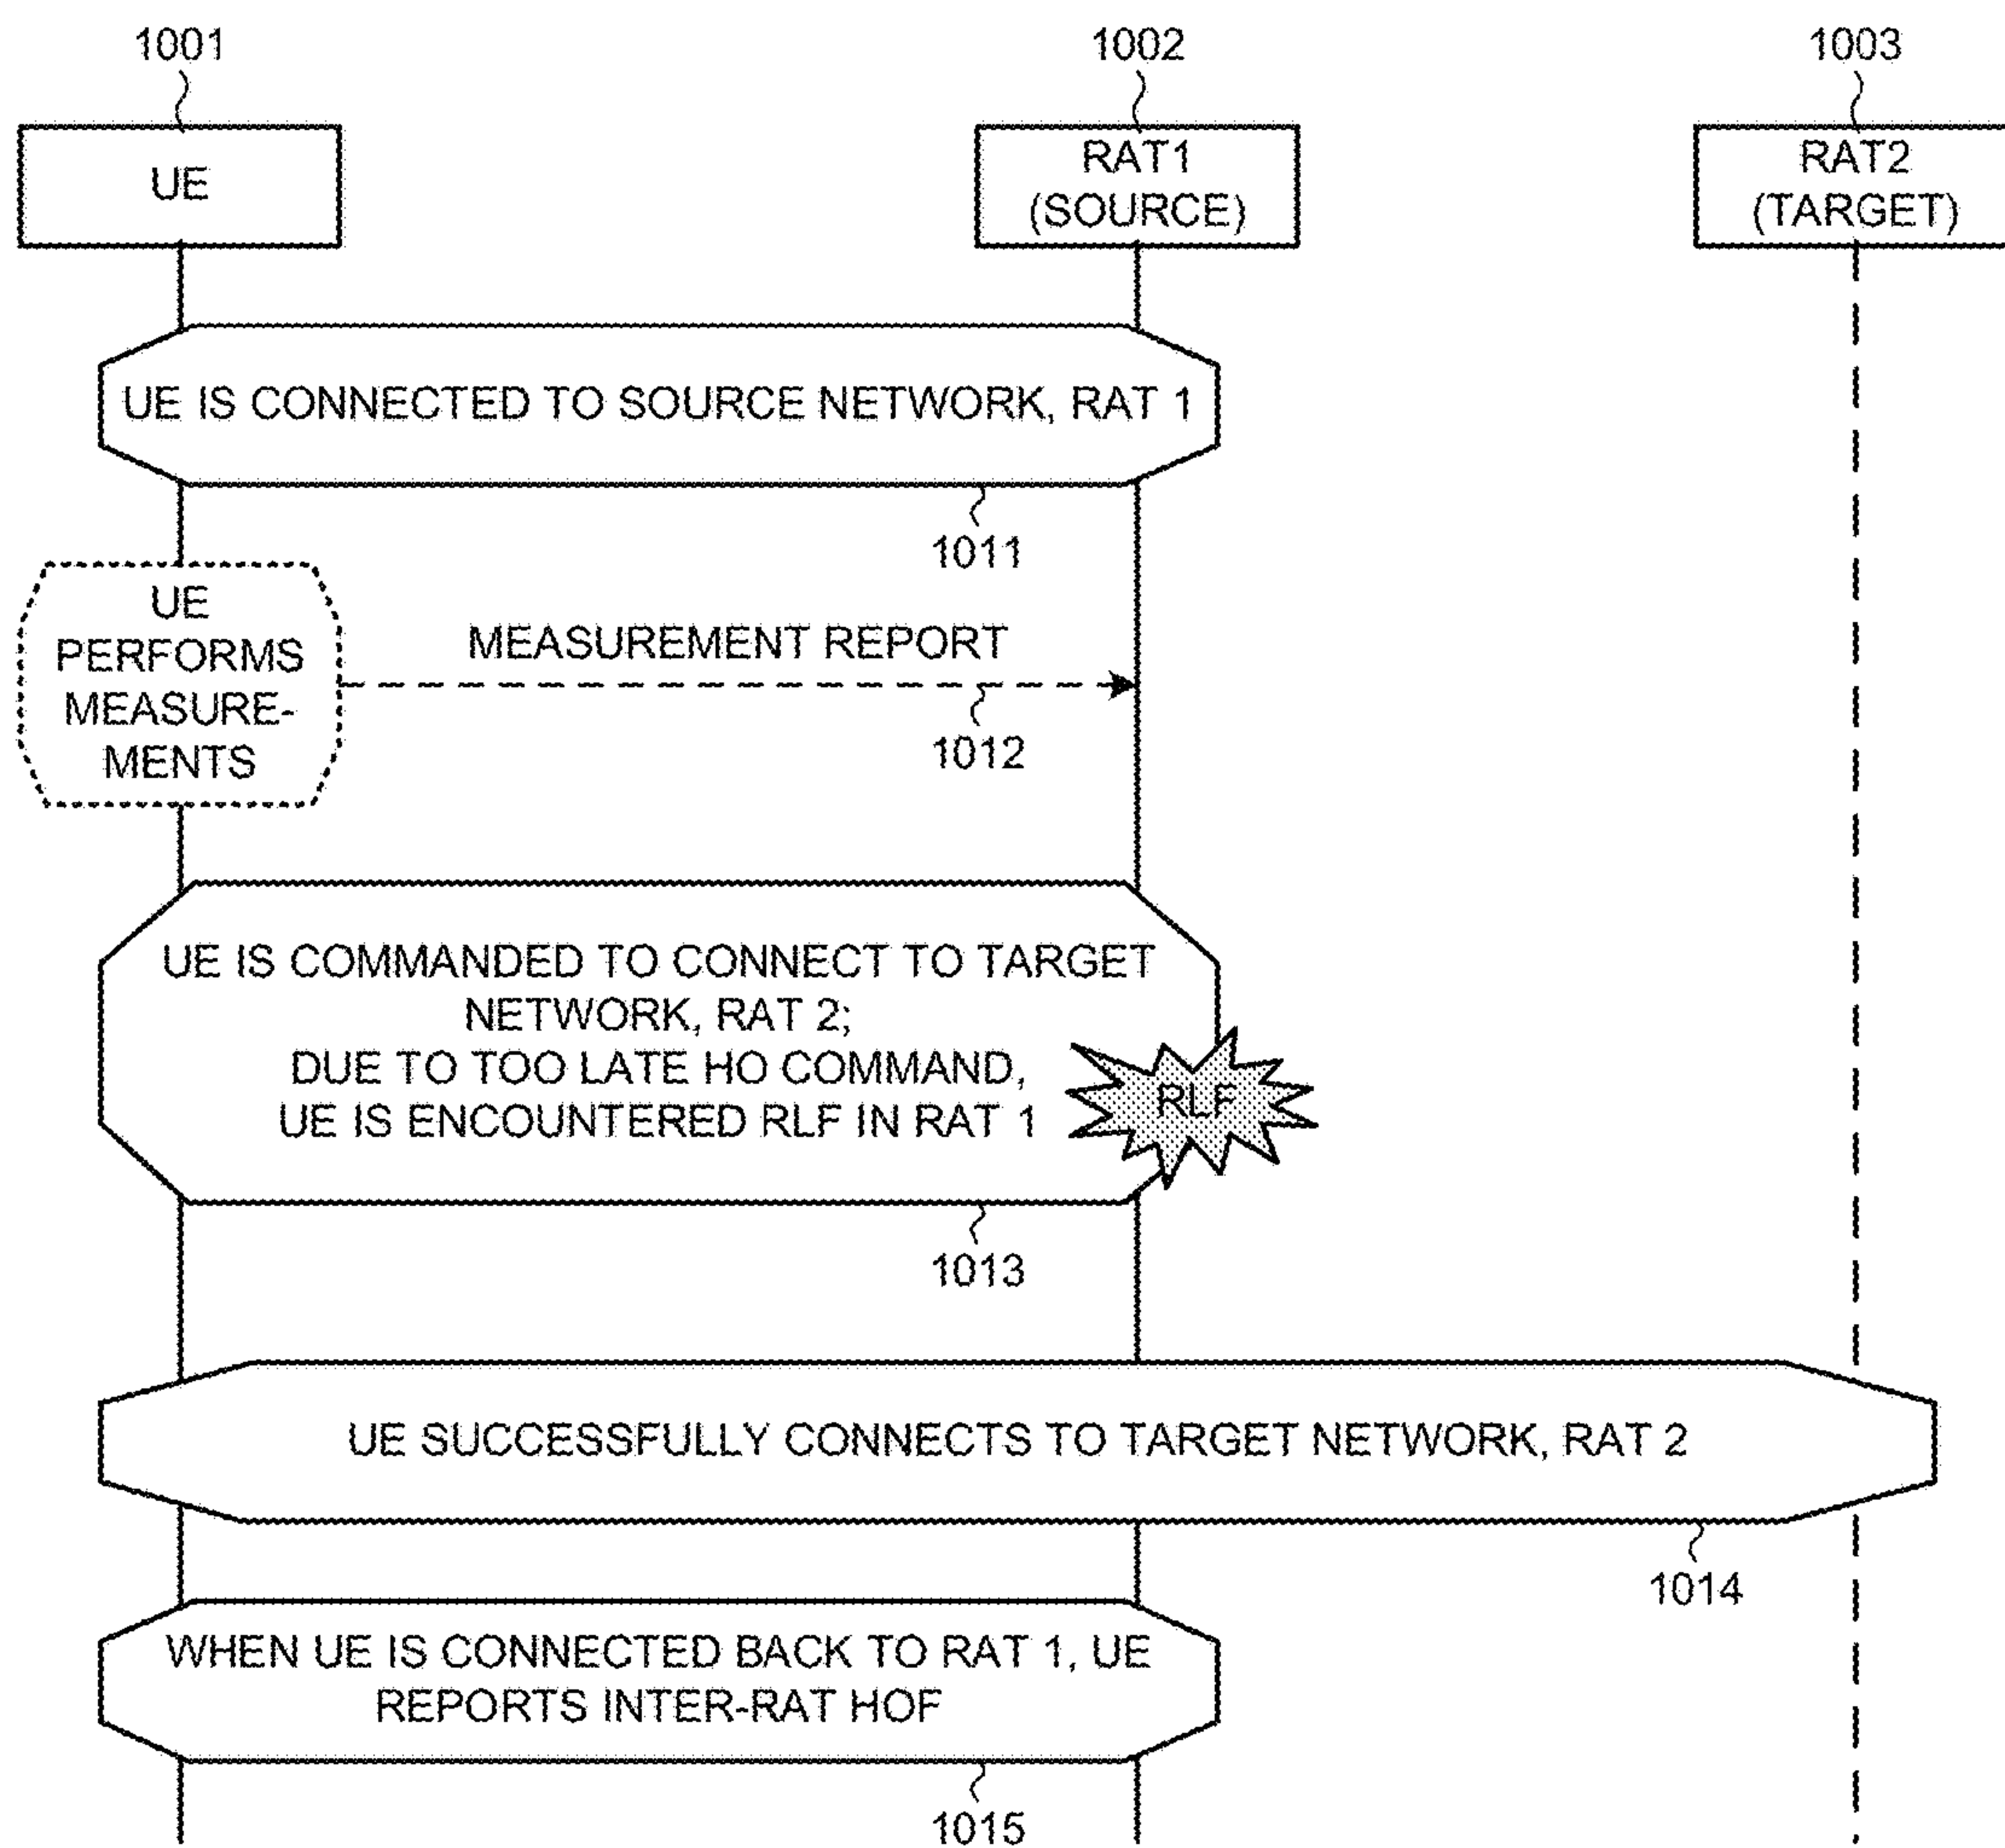 1001
1002
1003
UE
RAT1
(SOURCE)
RAT2
(TARGET)
UE IS CONNECTED TO SOURCE NETWORK, RAT 1
1011
UE
PERFORMS
MEASURE-
MENTS
MEASUREMENT REPORT
1012
UE IS COMMANDED TO CONNECT TO TARGET
NETWORK, RAT 2;
DUE TO TOO LATE HO COMMAND,
UE IS ENCOUNTERED RLF IN RAT 1
RLF
1013
UE SUCCESSFULLY CONNECTS TO TARGET NETWORK, RAT 2
1014
WHEN UE IS CONNECTED BACK TO RAT 1, UE
REPORTS INTER-RAT HOF
1015